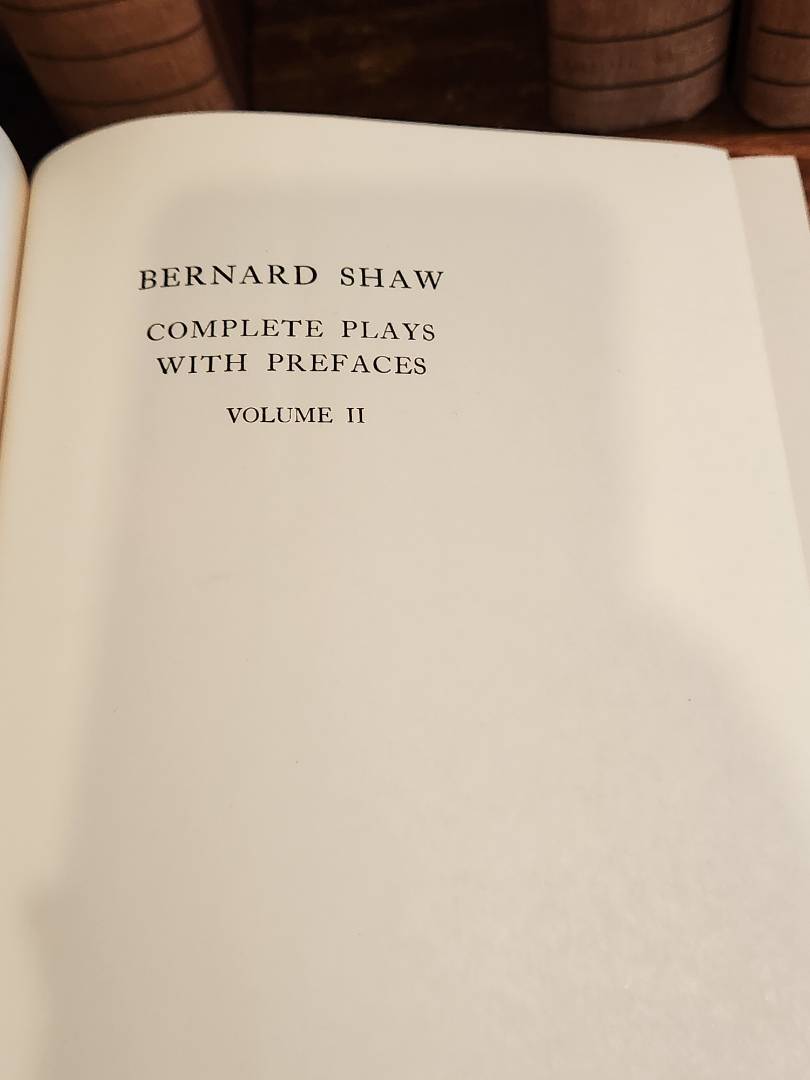 BERNARD SHAW
COMPLETE PLAYS
WITH PREFACES
VOLUME II